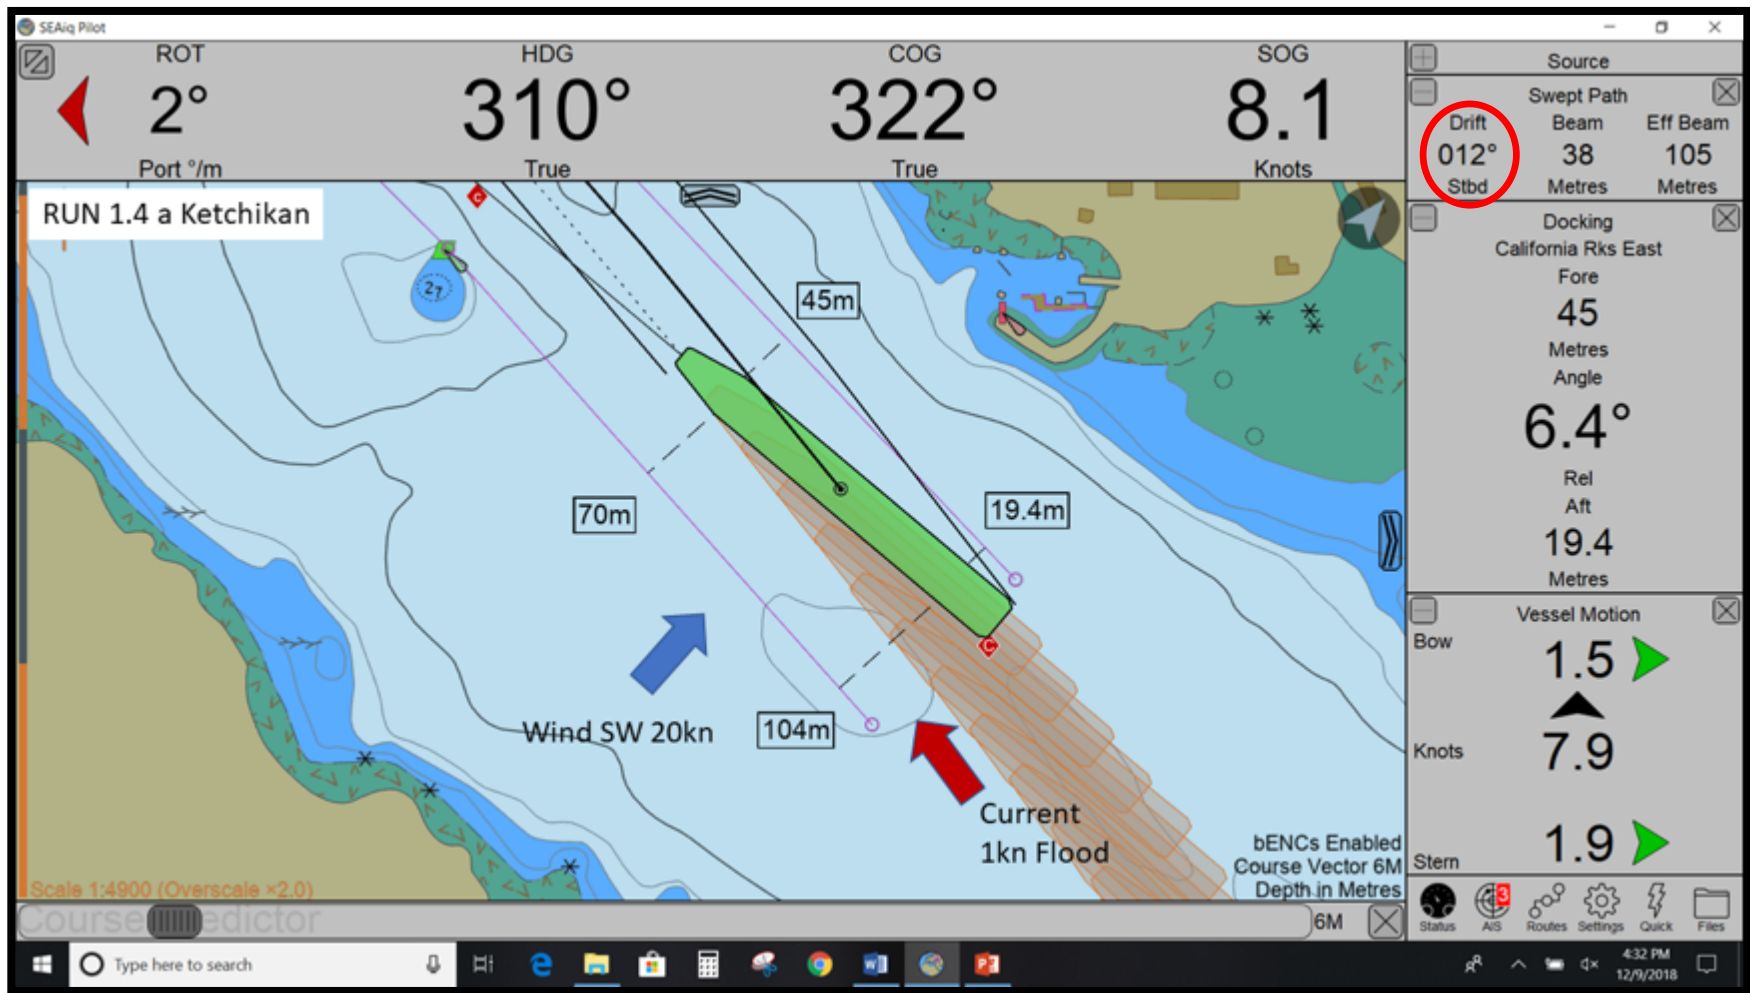 SEAiq Pilot
ROT
HDG
COG
SOG
2°
310°
322°
8.1
Port °/m
True
True
Knots
Source
Swept Path
Drift
Beam
Eff Beam
012°
38
105
Stbd
Metres
Metres
Docking
California Rks East
Fore
45
Metres
Angle
6.4°
Rel
Aft
19.4
Metres
Vessel Motion
Bow
1.5
Knots
7.9
Stern
1.9
RUN 1.4 a Ketchikan
C
27
45m
70m
19.4m
C
104m
Wind SW 20kn
Current
1kn Flood
bENCs Enabled
Course Vector 6M
Depth in Metres
Scale 1:4900 (Overscale ×2.0)
6M
3
Status
AIS
Routes
Settings
Quick
Files
Type here to search
4:32 PM
12/9/2018